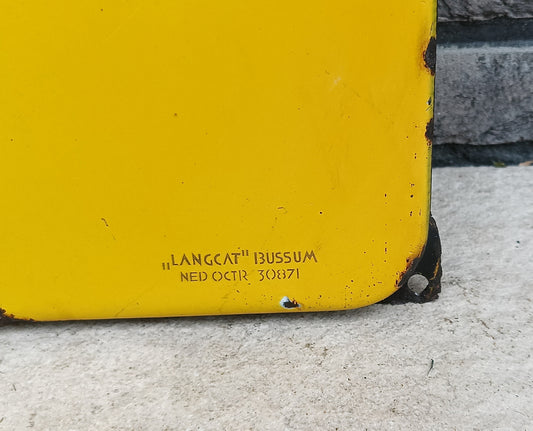 „LANGCAT" BUSSUM
NED OCTR 30871